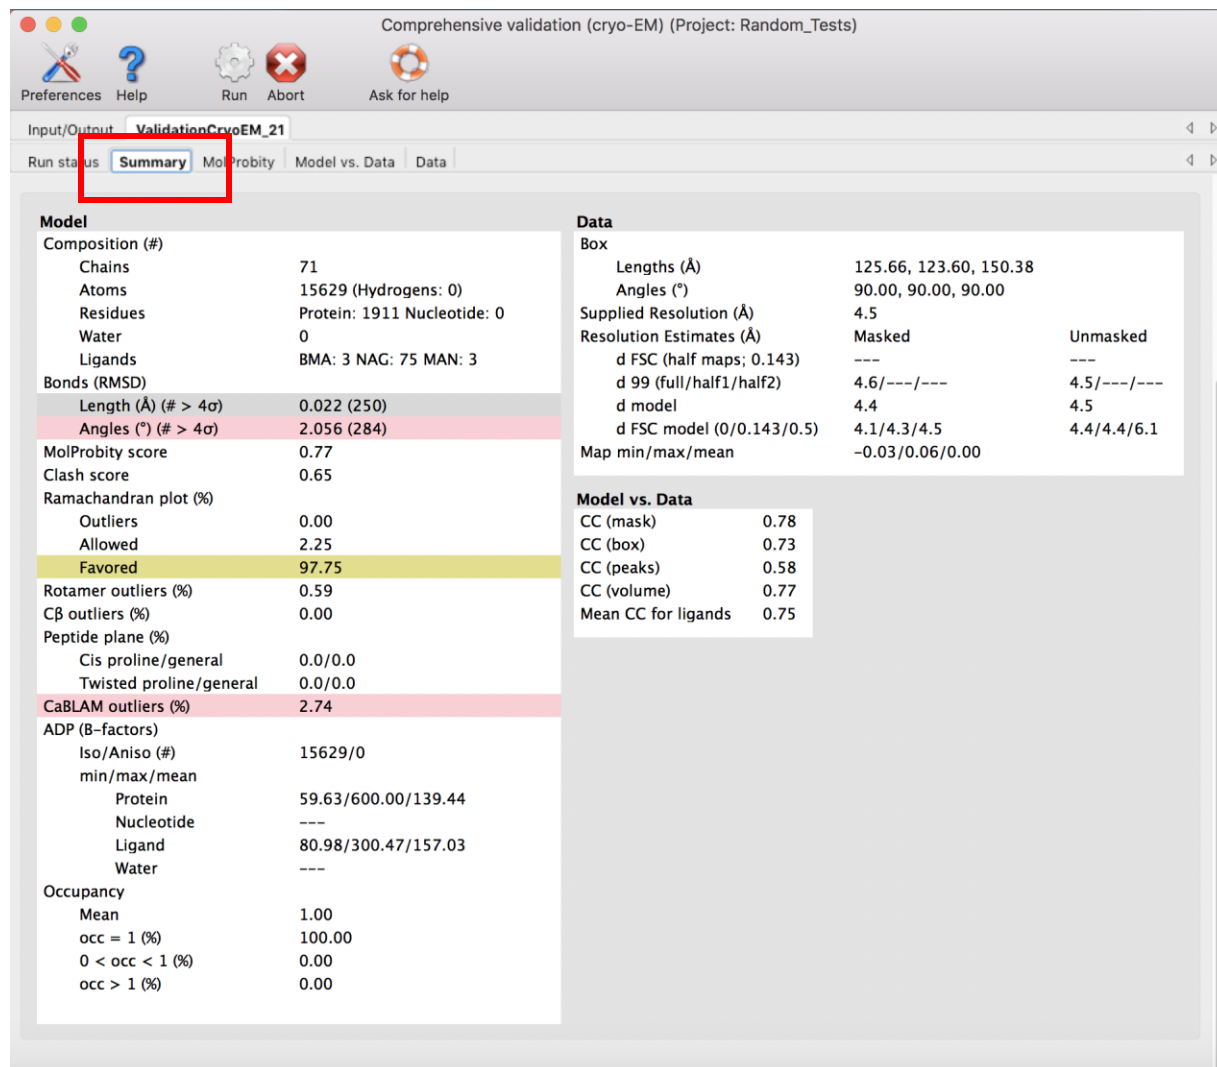 Comprehensive validation (cryo-EM) (Project: Random_Tests)
Preferences Help Run Abort Ask for help
Input/Output ValidationCryoEM_21
Run status Summary MolProbity Model vs. Data Data
Model
Composition (#)
Chains 71
Atoms 15629 (Hydrogens: 0)
Residues Protein: 1911 Nucleotide: 0
Water 0
Ligands BMA: 3 NAG: 75 MAN: 3
Bonds (RMSD)
Length (Å) (# > 4σ) 0.022 (250)
Angles (°) (# > 4σ) 2.056 (284)
MolProbity score 0.77
Clash score 0.65
Ramachandran plot (%)
Outliers 0.00
Allowed 2.25
Favored 97.75
Rotamer outliers (%) 0.59
Cβ outliers (%) 0.00
Peptide plane (%)
Cis proline/general 0.0/0.0
Twisted proline/general 0.0/0.0
CaBLAM outliers (%) 2.74
ADP (B-factors)
Iso/Aniso (#) 15629/0
min/max/mean
Protein 59.63/600.00/139.44
Nucleotide ---
Ligand 80.98/300.47/157.03
Water ---
Occupancy
Mean 1.00
occ = 1 (%) 100.00
0 < occ < 1 (%) 0.00
occ > 1 (%) 0.00
Data
Box
Lengths (Å) 125.66, 123.60, 150.38
Angles (°) 90.00, 90.00, 90.00
Supplied Resolution (Å) 4.5
Resolution Estimates (Å) Masked Unmasked
d FSC (half maps; 0.143) --- ---
d 99 (full/half1/half2) 4.6/---/--- 4.5/---/---
d model 4.4 4.5
d FSC model (0/0.143/0.5) 4.1/4.3/4.5 4.4/4.4/6.1
Map min/max/mean -0.03/0.06/0.00
Model vs. Data
CC (mask) 0.78
CC (box) 0.73
CC (peaks) 0.58
CC (volume) 0.77
Mean CC for ligands 0.75